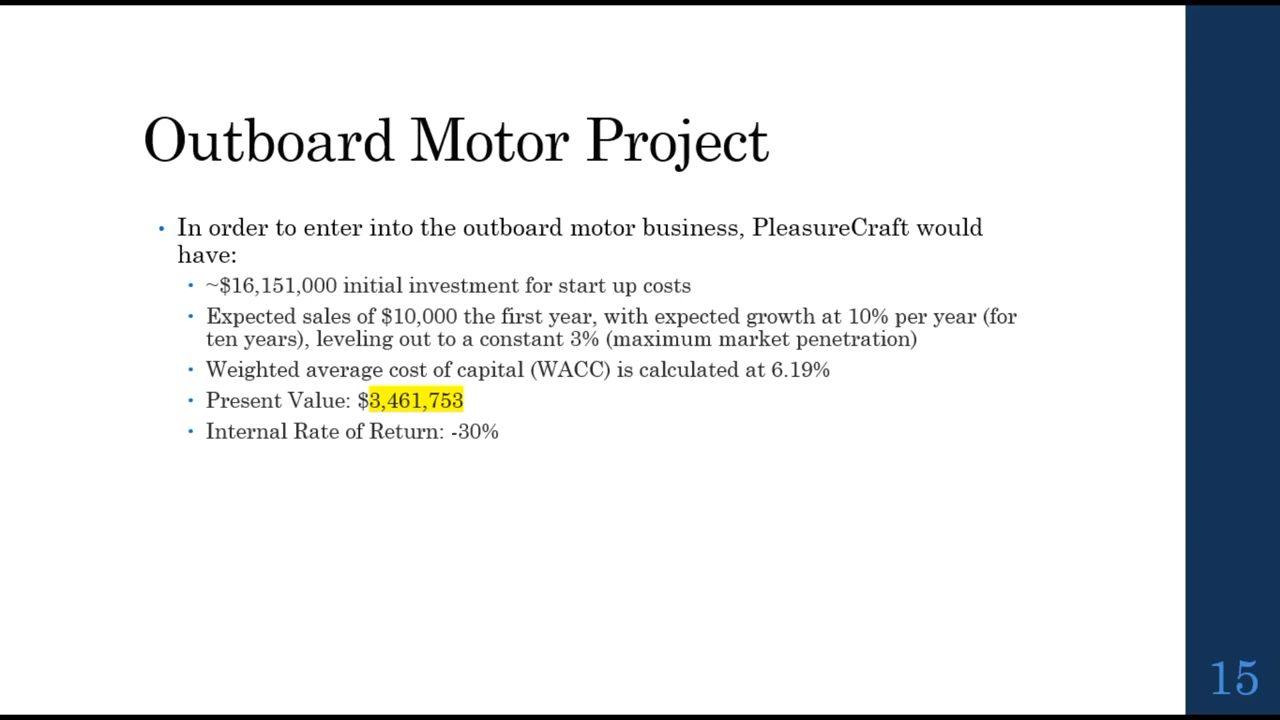 Outboard Motor Project
• In order to enter into the outboard motor business, PleasureCraft would
have:
• ~$16,151,000 initial investment for start up costs
• Expected sales of $10,000 the first year, with expected growth at 10% per year (for
ten years), leveling out to a constant 3% (maximum market penetration)
• Weighted average cost of capital (WACC) is calculated at 6.19%
• Present Value: $3,461,753
• Internal Rate of Return: -30%
15